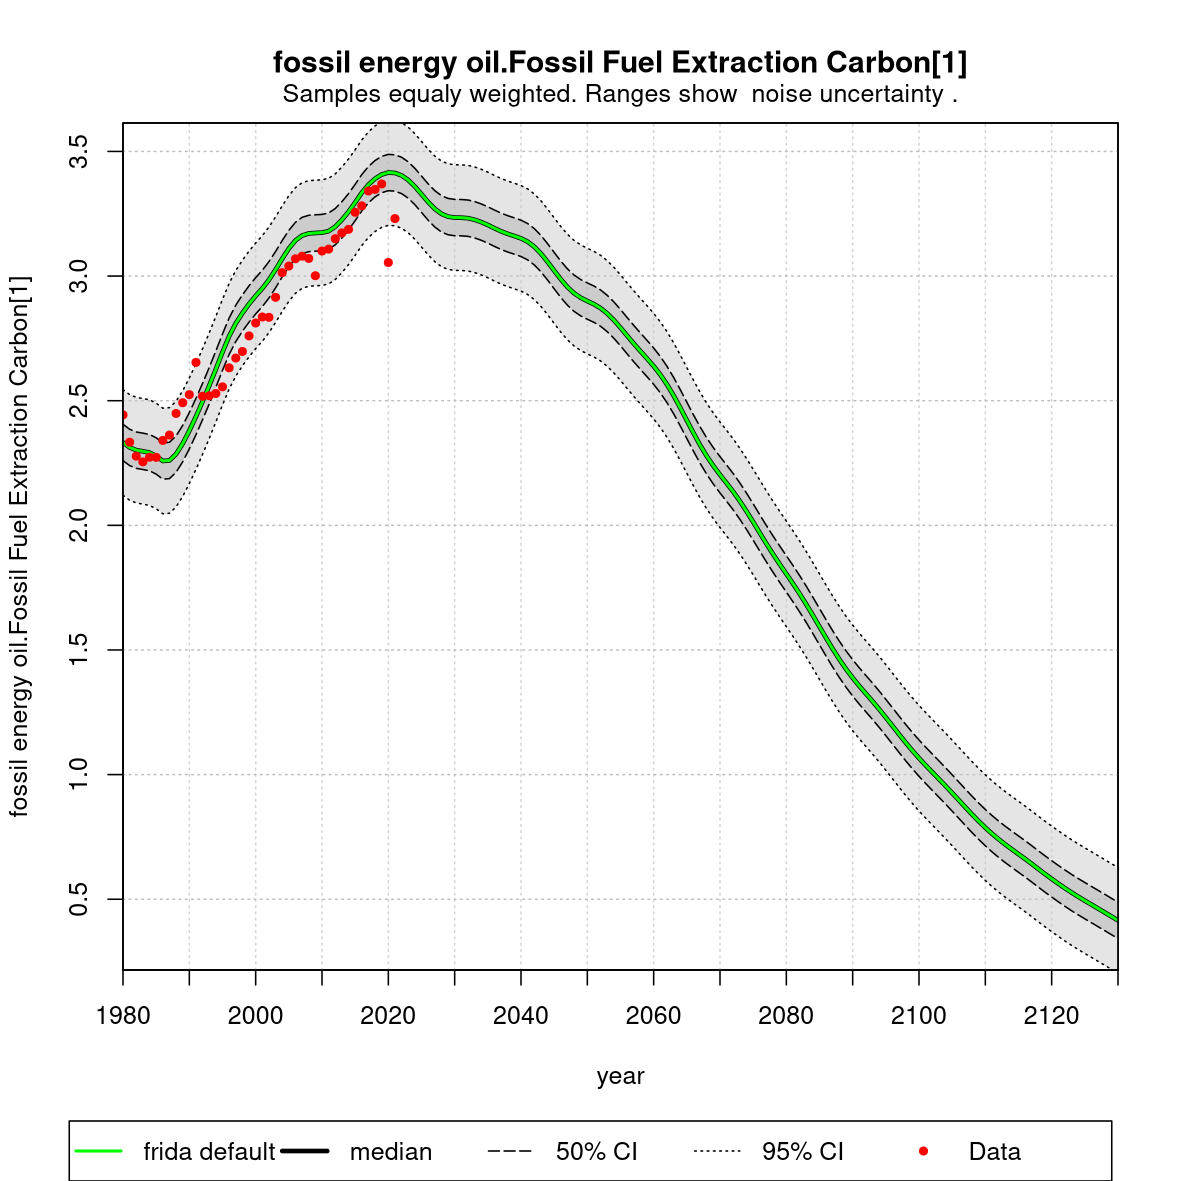 fossil energy oil.Fossil Fuel Extraction Carbon[1]
Samples equaly weighted. Ranges show  noise uncertainty .
fossil energy oil.Fossil Fuel Extraction Carbon[1]
3.5
3.0
2.5
2.0
1.5
1.0
0.5
1980 2000 2020 2040 2060 2080 2100 2120
year
frida default median 50% CI 95% CI Data